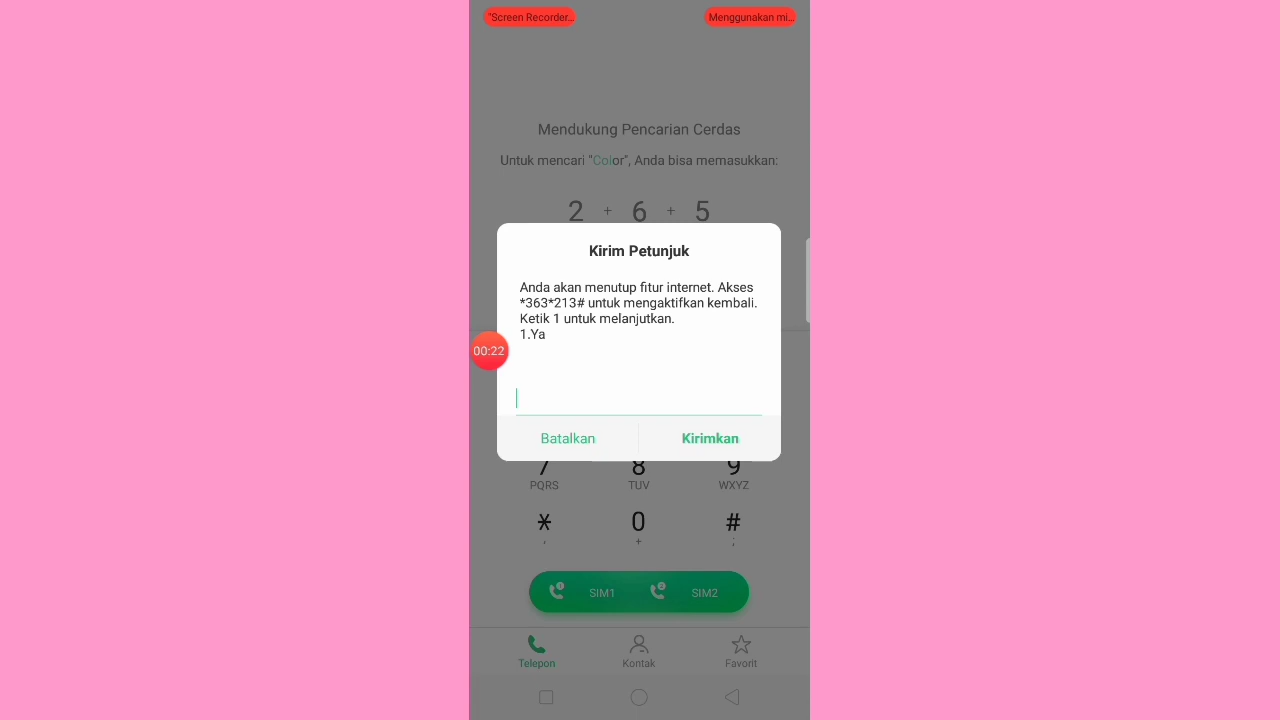 "Screen Recorder...
Menggunakan mi...
Mendukung Pencarian Cerdas
Untuk mencari "Color", Anda bisa memasukkan:
2 + 6 + 5
Kirim Petunjuk
Anda akan menutup fitur internet. Akses
*363*213# untuk mengaktifkan kembali.
Ketik 1 untuk melanjutkan.
1.Ya
00:22
Batalkan
Kirimkan
7 8 9
PQRS TUV WXYZ
* 0 #
, + ;
1 SIM1 2 SIM2
Telepon Kontak Favorit